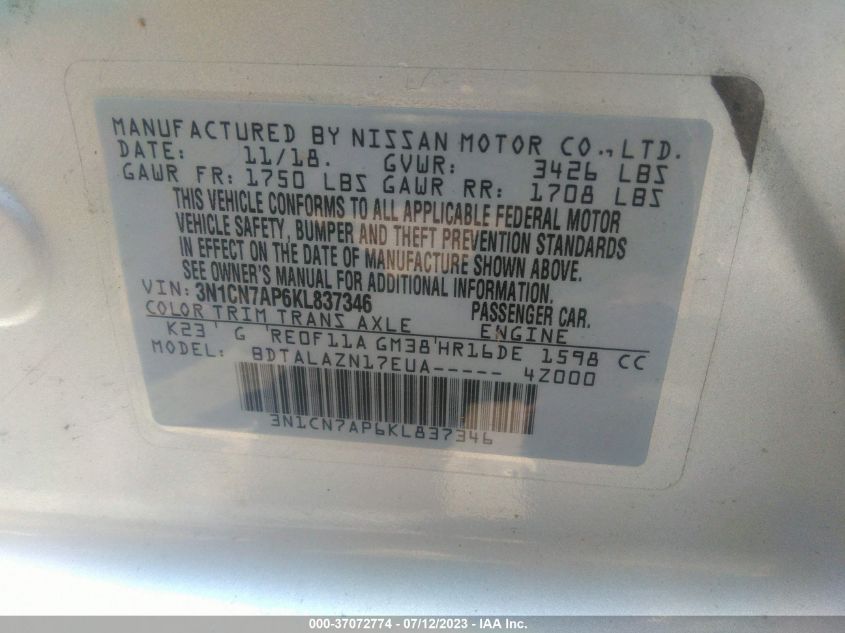 MANUFACTURED BY NISSAN MOTOR CO., LTD.
DATE: 11/18. GVWR: 3426 LBS
GAWR FR: 1750 LBS GAWR RR: 1708 LBS
THIS VEHICLE CONFORMS TO ALL APPLICABLE FEDERAL MOTOR
VEHICLE SAFETY, BUMPER AND THEFT PREVENTION STANDARDS
IN EFFECT ON THE DATE OF MANUFACTURE SHOWN ABOVE.
SEE OWNER'S MANUAL FOR ADDITIONAL INFORMATION.
VIN: 3N1CN7AP6KL837346 PASSENGER CAR.
COLOR TRIM TRANS AXLE ENGINE
K23' G 'RE0F11A GM38'HR16DE 1598 CC
MODEL: BDTALAZN17EUA----- 4Z000
3N1CN7AP6KL837346
000-37072774 - 07/12/2023 - IAA Inc.